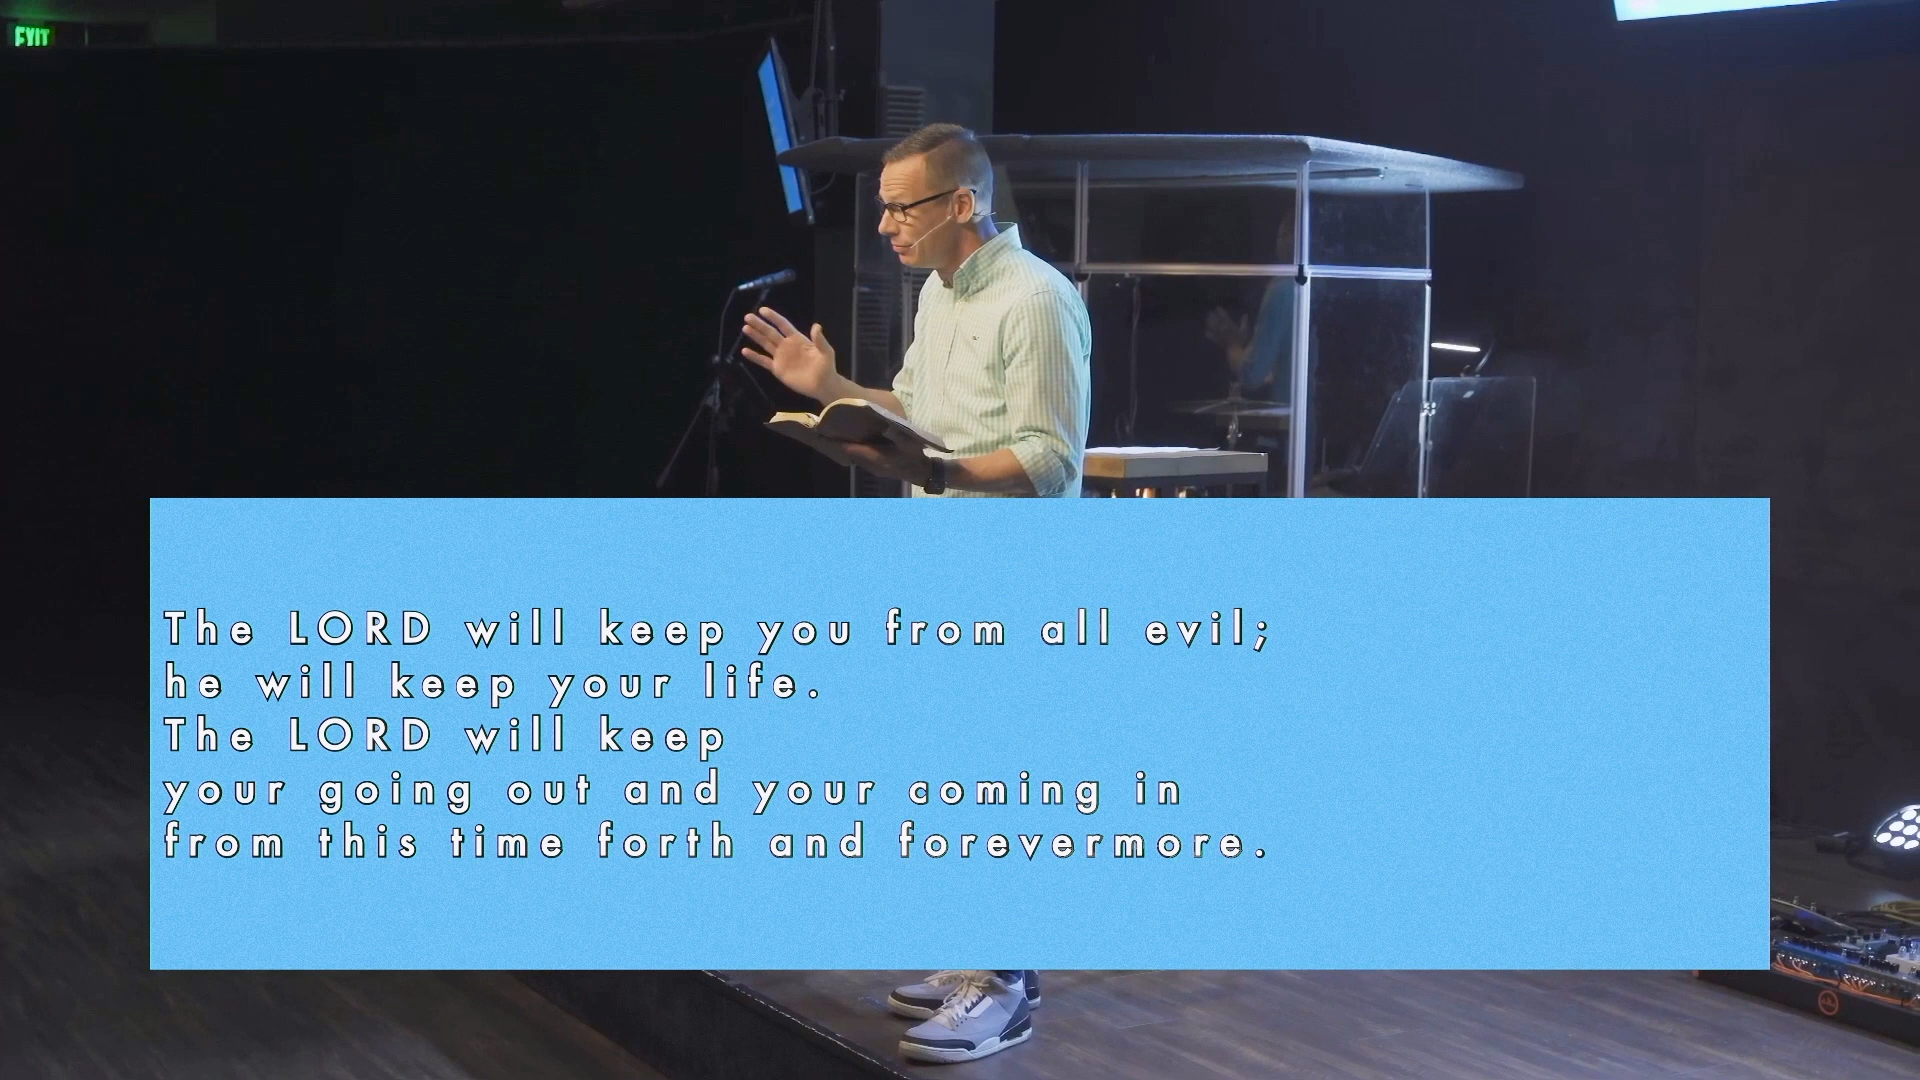 EXIT
The LORD will keep you from all evil;
he will keep your life.
The LORD will keep
your going out and your coming in
from this time forth and forevermore.